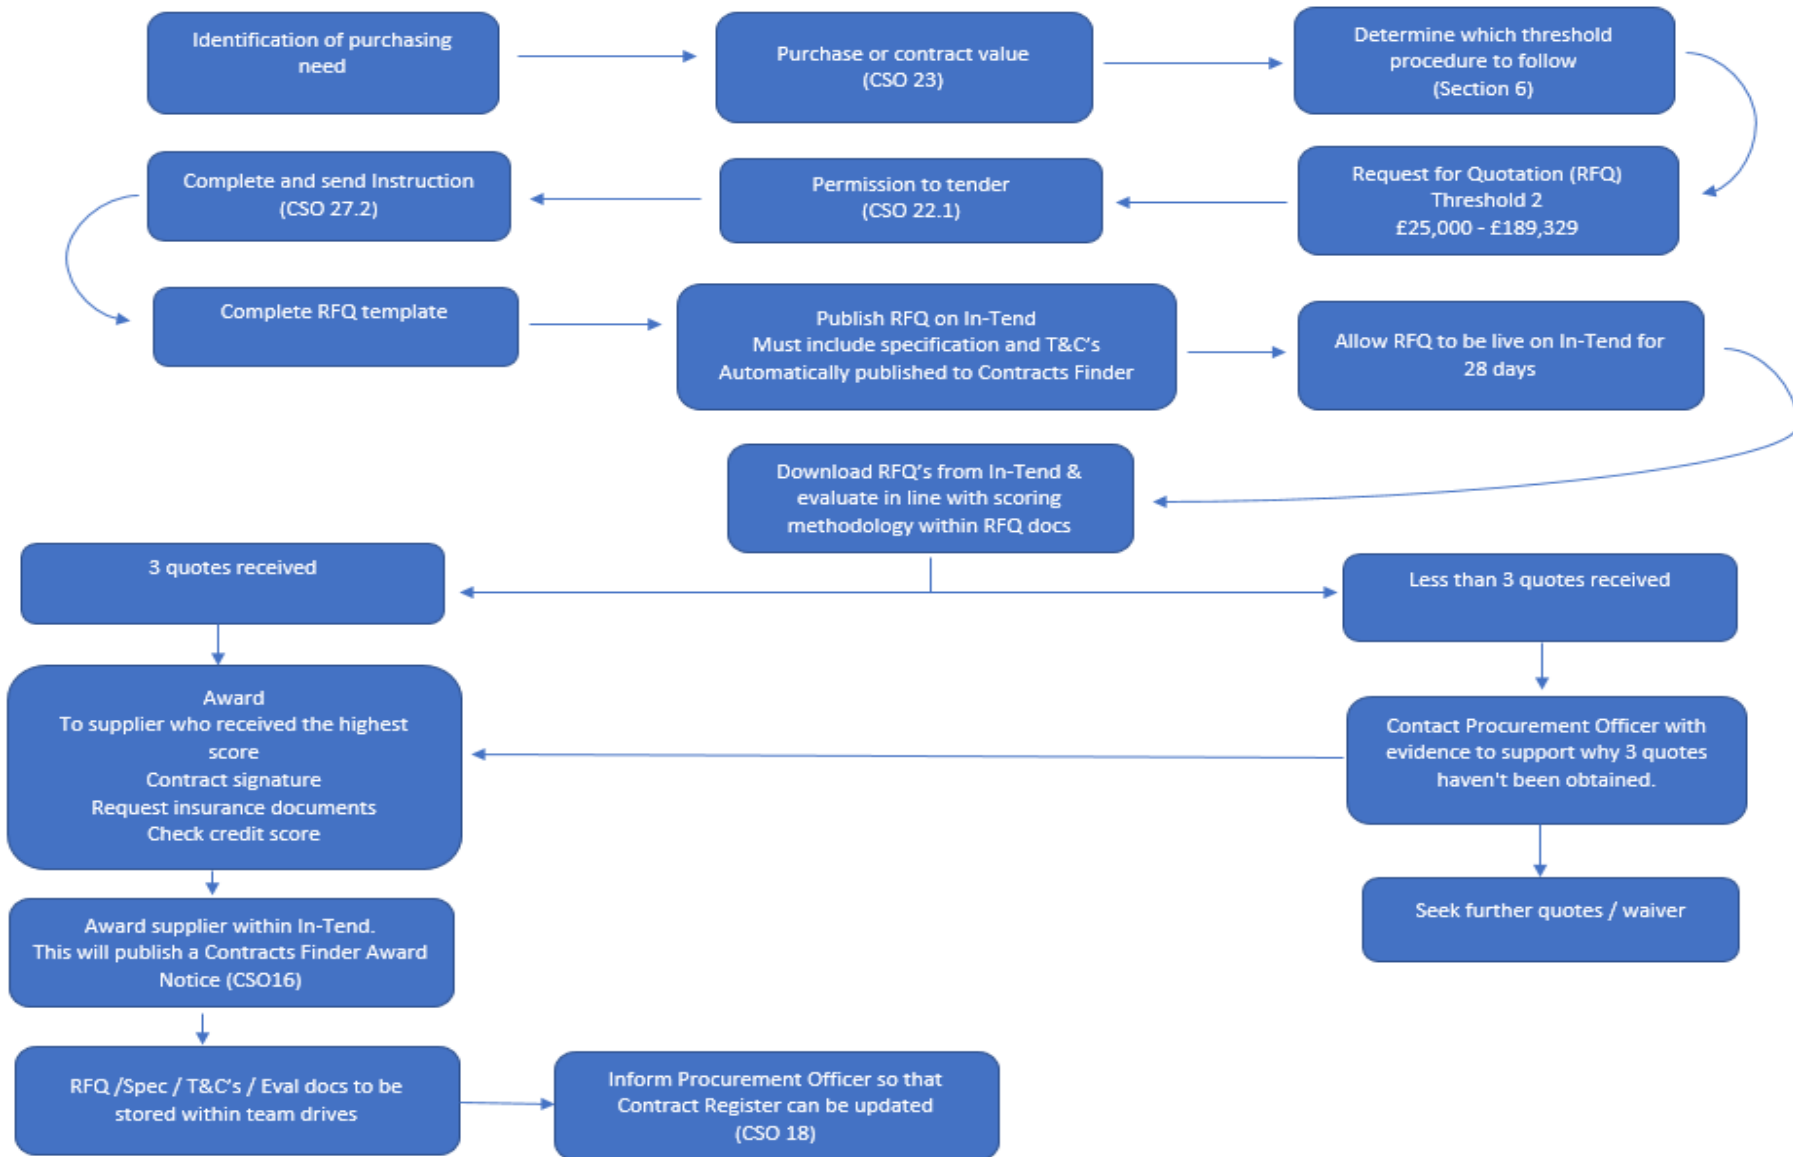 Identification of purchasing
need
Purchase or contract value
(CSO 23)
Determine which threshold
procedure to follow
(Section 6)
Request for Quotation (RFQ)
Threshold 2
£25,000 - £189,329
Permission to tender
(CSO 22.1)
Complete and send Instruction
(CSO 27.2)
Complete RFQ template
Publish RFQ on In-Tend
Must include specification and T&C's
Automatically published to Contracts Finder
Allow RFQ to be live on In-Tend for
28 days
Download RFQ's from In-Tend &
evaluate in line with scoring
methodology within RFQ docs
3 quotes received
Less than 3 quotes received
Award
To supplier who received the highest
score
Contract signature
Request insurance documents
Check credit score
Contact Procurement Officer with
evidence to support why 3 quotes
haven't been obtained.
Seek further quotes / waiver
Award supplier within In-Tend.
This will publish a Contracts Finder Award
Notice (CSO16)
RFQ /Spec / T&C's / Eval docs to be
stored within team drives
Inform Procurement Officer so that
Contract Register can be updated
(CSO 18)